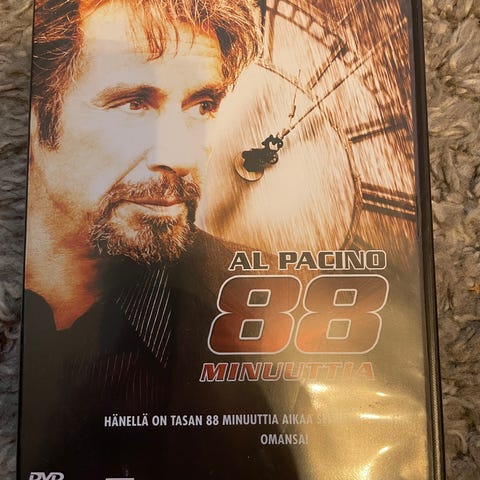 AL PACINO
88
MINUUTTIA
HÄNELLÄ ON TASAN 88 MINUUTTIA AIKAA
OMANSA!
DVD